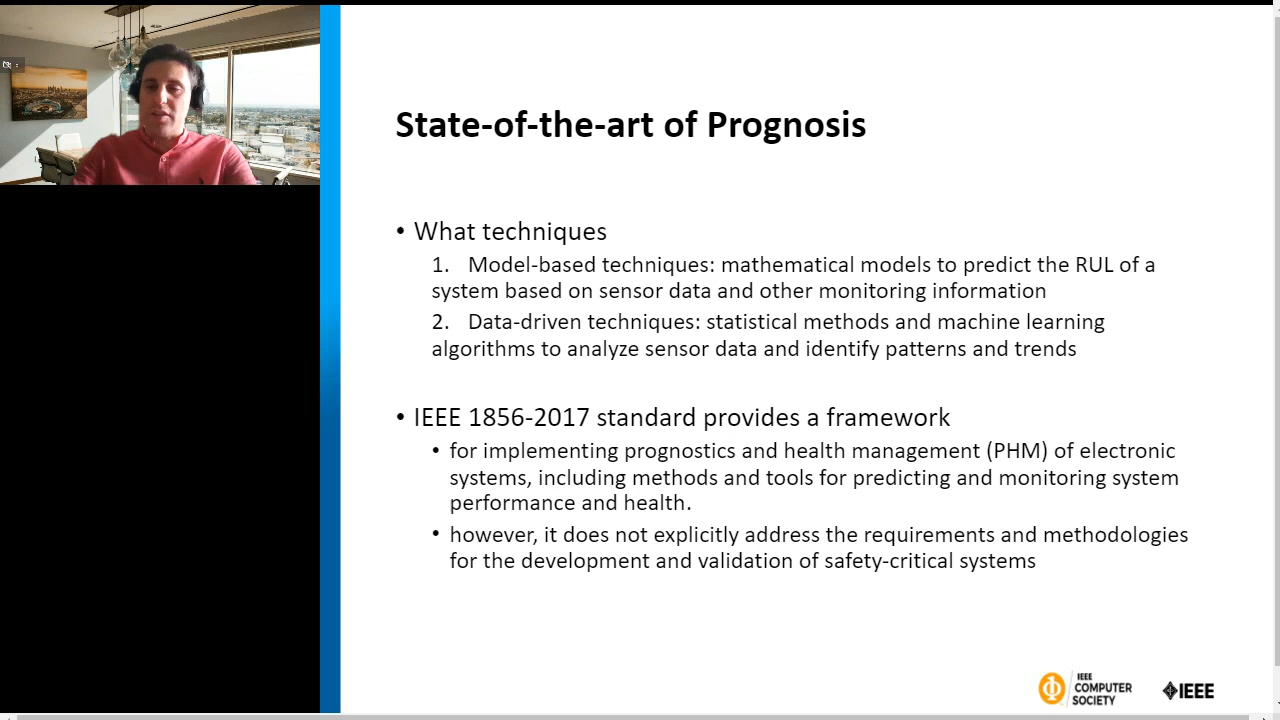 State-of-the-art of Prognosis
• What techniques
1. Model-based techniques: mathematical models to predict the RUL of a
system based on sensor data and other monitoring information
2. Data-driven techniques: statistical methods and machine learning
algorithms to analyze sensor data and identify patterns and trends
• IEEE 1856-2017 standard provides a framework
• for implementing prognostics and health management (PHM) of electronic
systems, including methods and tools for predicting and monitoring system
performance and health.
• however, it does not explicitly address the requirements and methodologies
for the development and validation of safety-critical systems
IEEE
COMPUTER
SOCIETY
IEEE